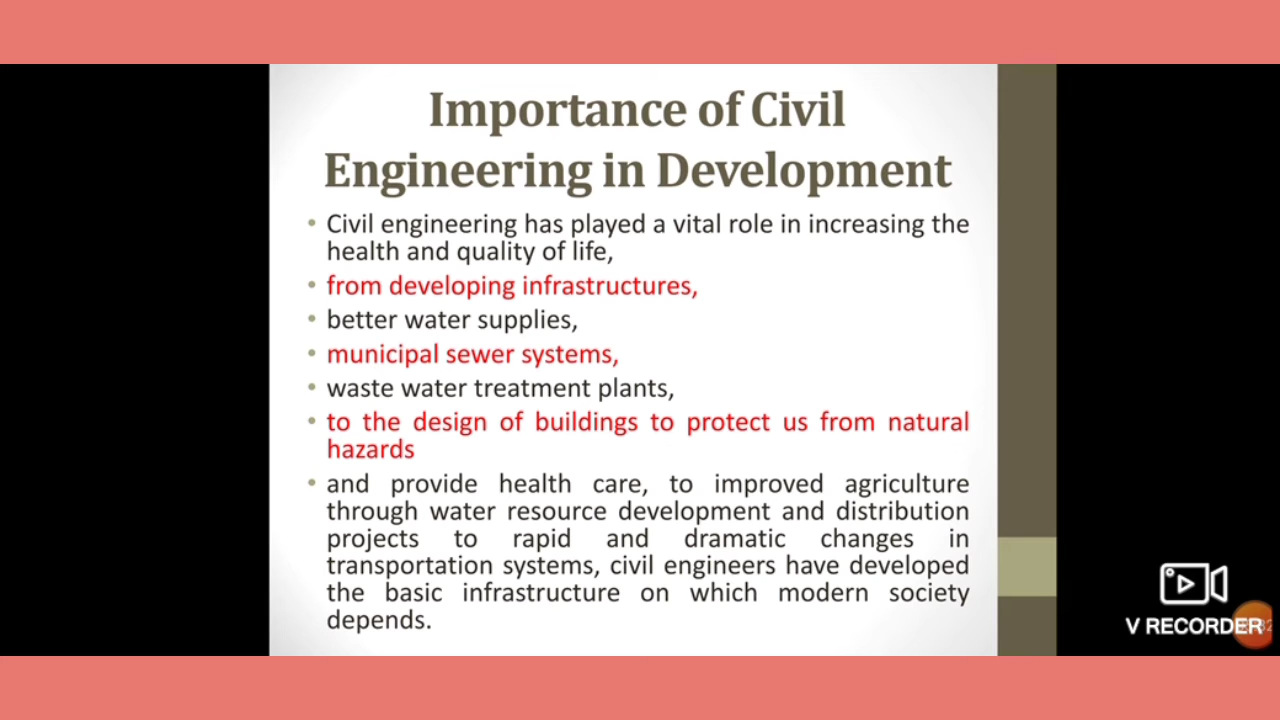 Importance of Civil
Engineering in Development
• Civil engineering has played a vital role in increasing the
health and quality of life,
• from developing infrastructures,
• better water supplies,
• municipal sewer systems,
• waste water treatment plants,
• to the design of buildings to protect us from natural
hazards
• and provide health care, to improved agriculture
through water resource development and distribution
projects to rapid and dramatic changes in
transportation systems, civil engineers have developed
the basic infrastructure on which modern society
depends.
V RECORDER